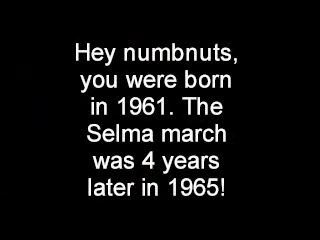 Hey numbnuts,
you were born
in 1961. The
Selma march
was 4 years
later in 1965!